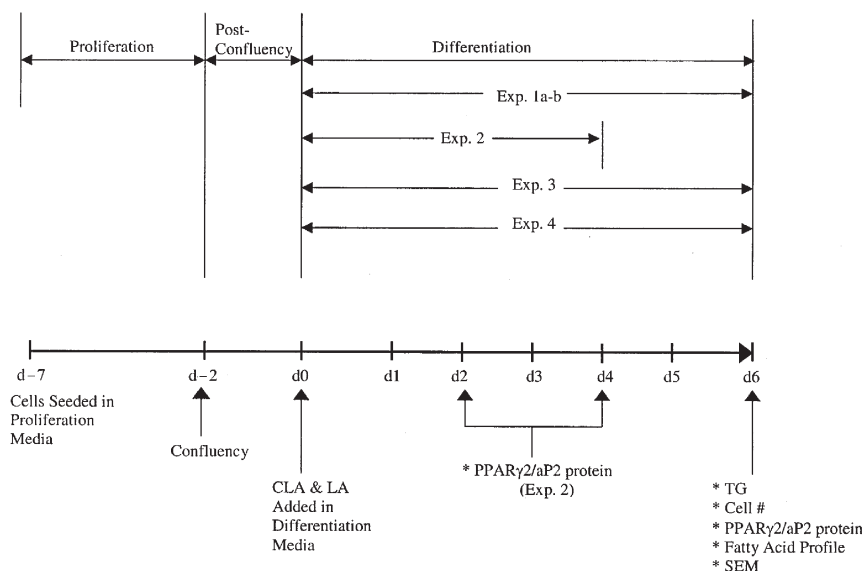 Post-
Proliferation
Confluency
Differentiation
Exp. 1a-b
Exp. 2
Exp. 3
Exp. 4
d−7
d−2
d0
d1
d2
d3
d4
d5
d6
Cells Seeded in
Proliferation
Media
Confluency
CLA & LA
Added in
Differentiation
Media
* PPARγ2/aP2 protein
(Exp. 2)
* TG
* Cell #
* PPARγ2/aP2 protein
* Fatty Acid Profile
* SEM